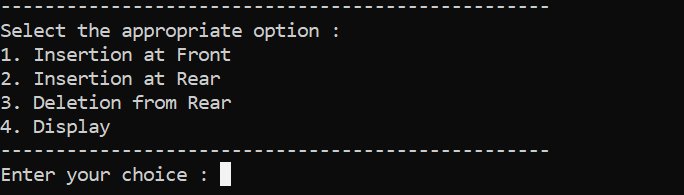 --------------------------------------------------
Select the appropriate option :
1. Insertion at Front
2. Insertion at Rear
3. Deletion from Rear
4. Display
--------------------------------------------------
Enter your choice :